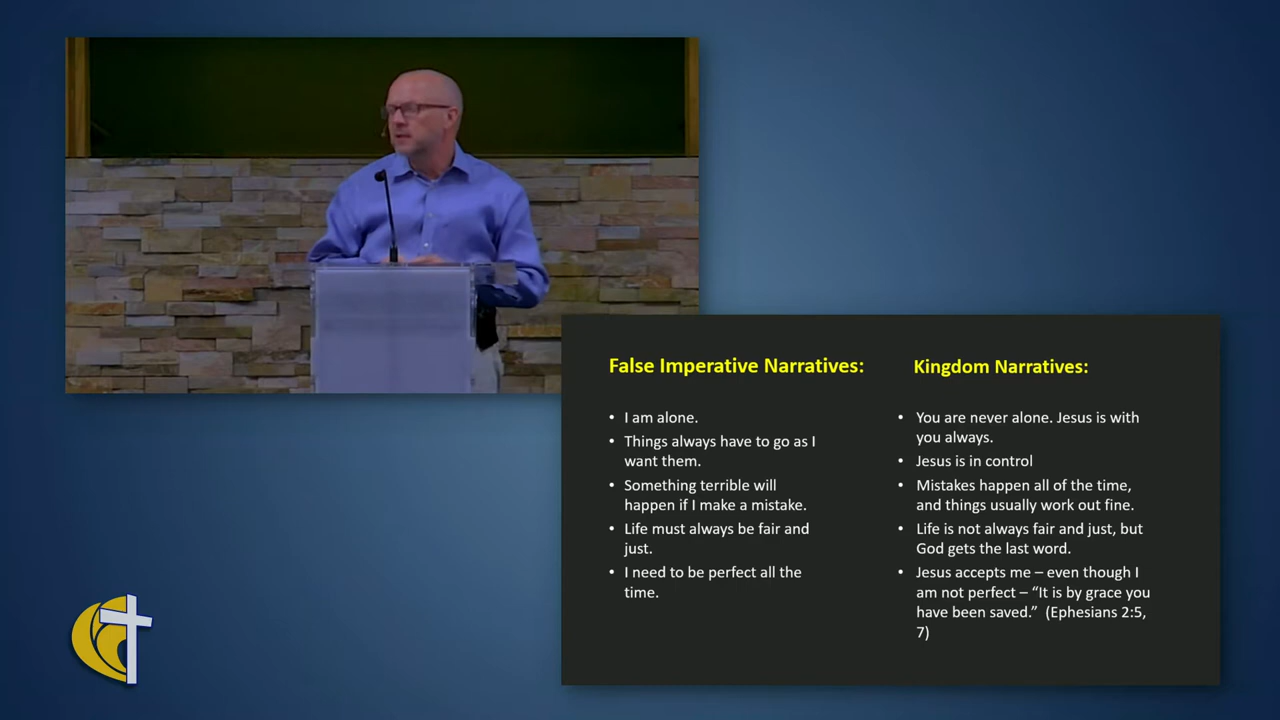 False Imperative Narratives:
• I am alone.
• Things always have to go as I
want them.
• Something terrible will
happen if I make a mistake.
• Life must always be fair and
just.
• I need to be perfect all the
time.
Kingdom Narratives:
• You are never alone. Jesus is with
you always.
• Jesus is in control
• Mistakes happen all of the time,
and things usually work out fine.
• Life is not always fair and just, but
God gets the last word.
• Jesus accepts me – even though I
am not perfect – “It is by grace you
have been saved.”  (Ephesians 2:5,
7)